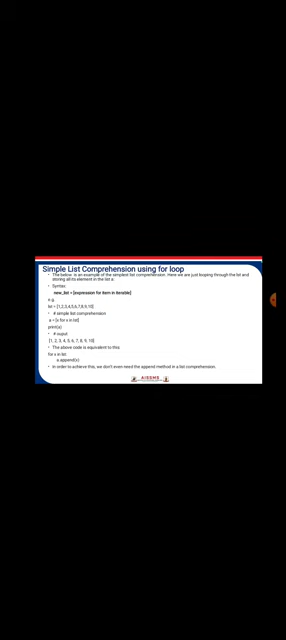 Simple List Comprehension using for loop
• The below is an example of the simplest list comprehension. Here we are just looping through the list and
storing all its element in the list a.
• Syntax:
new_list = [expression for item in iterable]
e.g.
lst = [1,2,3,4,5,6,7,8,9,10]
• # simple list comprehension
a = [x for x in lst]
print(a)
• # ouput
[1, 2, 3, 4, 5, 6, 7, 8, 9, 10]
• The above code is equivalent to this:
for x in lst:
a.append(x)
• In order to achieve this, we don't even need the append method in a list comprehension.
AISSMS